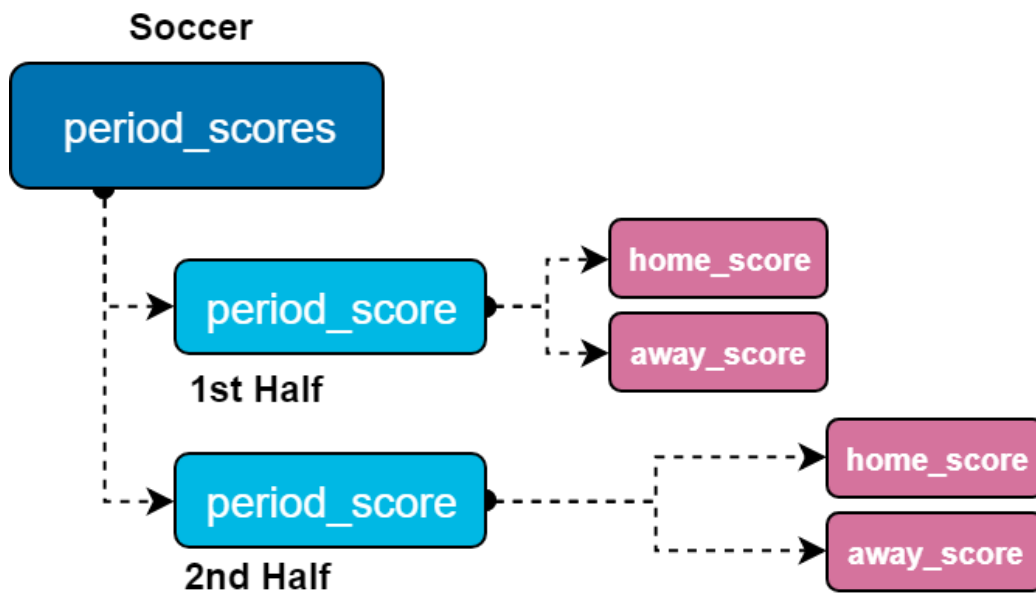 Soccer
period_scores
period_score
1st Half
home_score
away_score
period_score
2nd Half
home_score
away_score